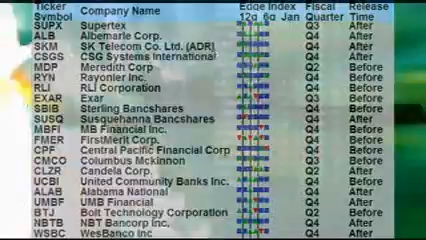 Ticker Company Name Edge Index Fiscal Release
Symbol 12q 6q Jan Quarter Time
SUPX Supertex Q3 After
ALB Albemarle Corp. Q4 After
SKM SK Telecom Co. Ltd. (ADR) Q4 After
CSGS CSG Systems International Q4 After
MDP Meredith Corp Q2 Before
RYN Rayonier Inc. Q4 Before
RLI RLI Corporation Q4 Before
EXAR Exar Q3 Before
SBIB Sterling Bancshares Q4 Before
SUSQ Susquehanna Bancshares Q4 After
MBFI MB Financial Inc. Q4 Before
FMER FirstMerit Corp. Q4 Before
CPF Central Pacific Financial Corp Q4 Before
CMCO Columbus Mckinnon Q3 Before
CLZR Candela Corp. Q2 After
UCBI United Community Banks Inc. Q4 Before
ALAB Alabama National Q4 After
UMBF UMB Financial Q4 After
BTJ Bolt Technology Corporation Q2 Before
NBTB NBT Bancorp Inc. Q4 After
WSBC WesBanco Inc Q4 After